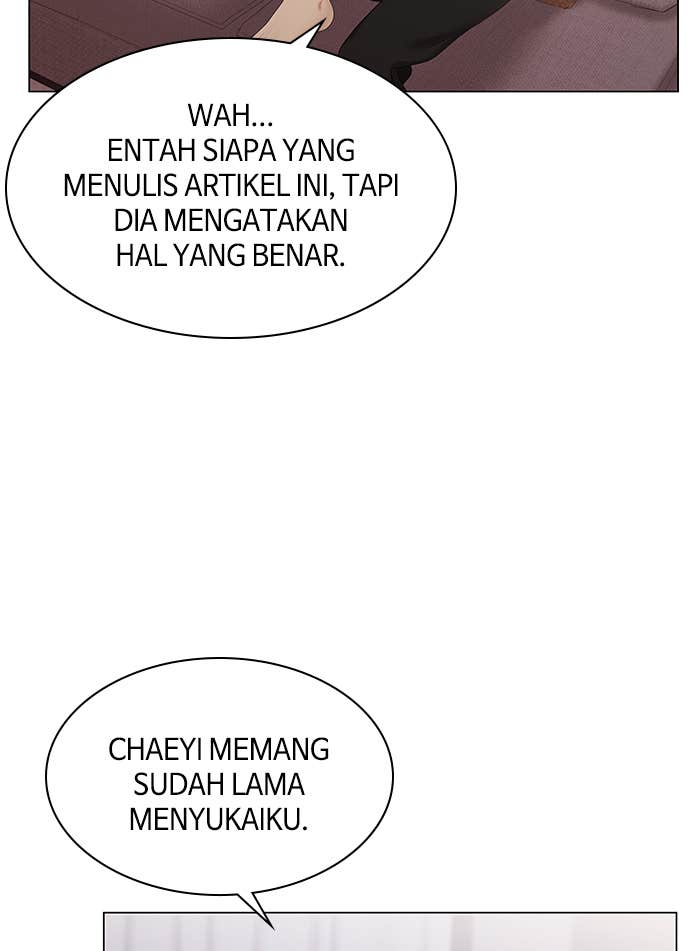 WAH...
ENTAH SIAPA YANG
MENULIS ARTIKEL INI, TAPI
DIA MENGATAKAN
HAL YANG BENAR.
CHAEYI MEMANG
SUDAH LAMA
MENYUKAIKU.